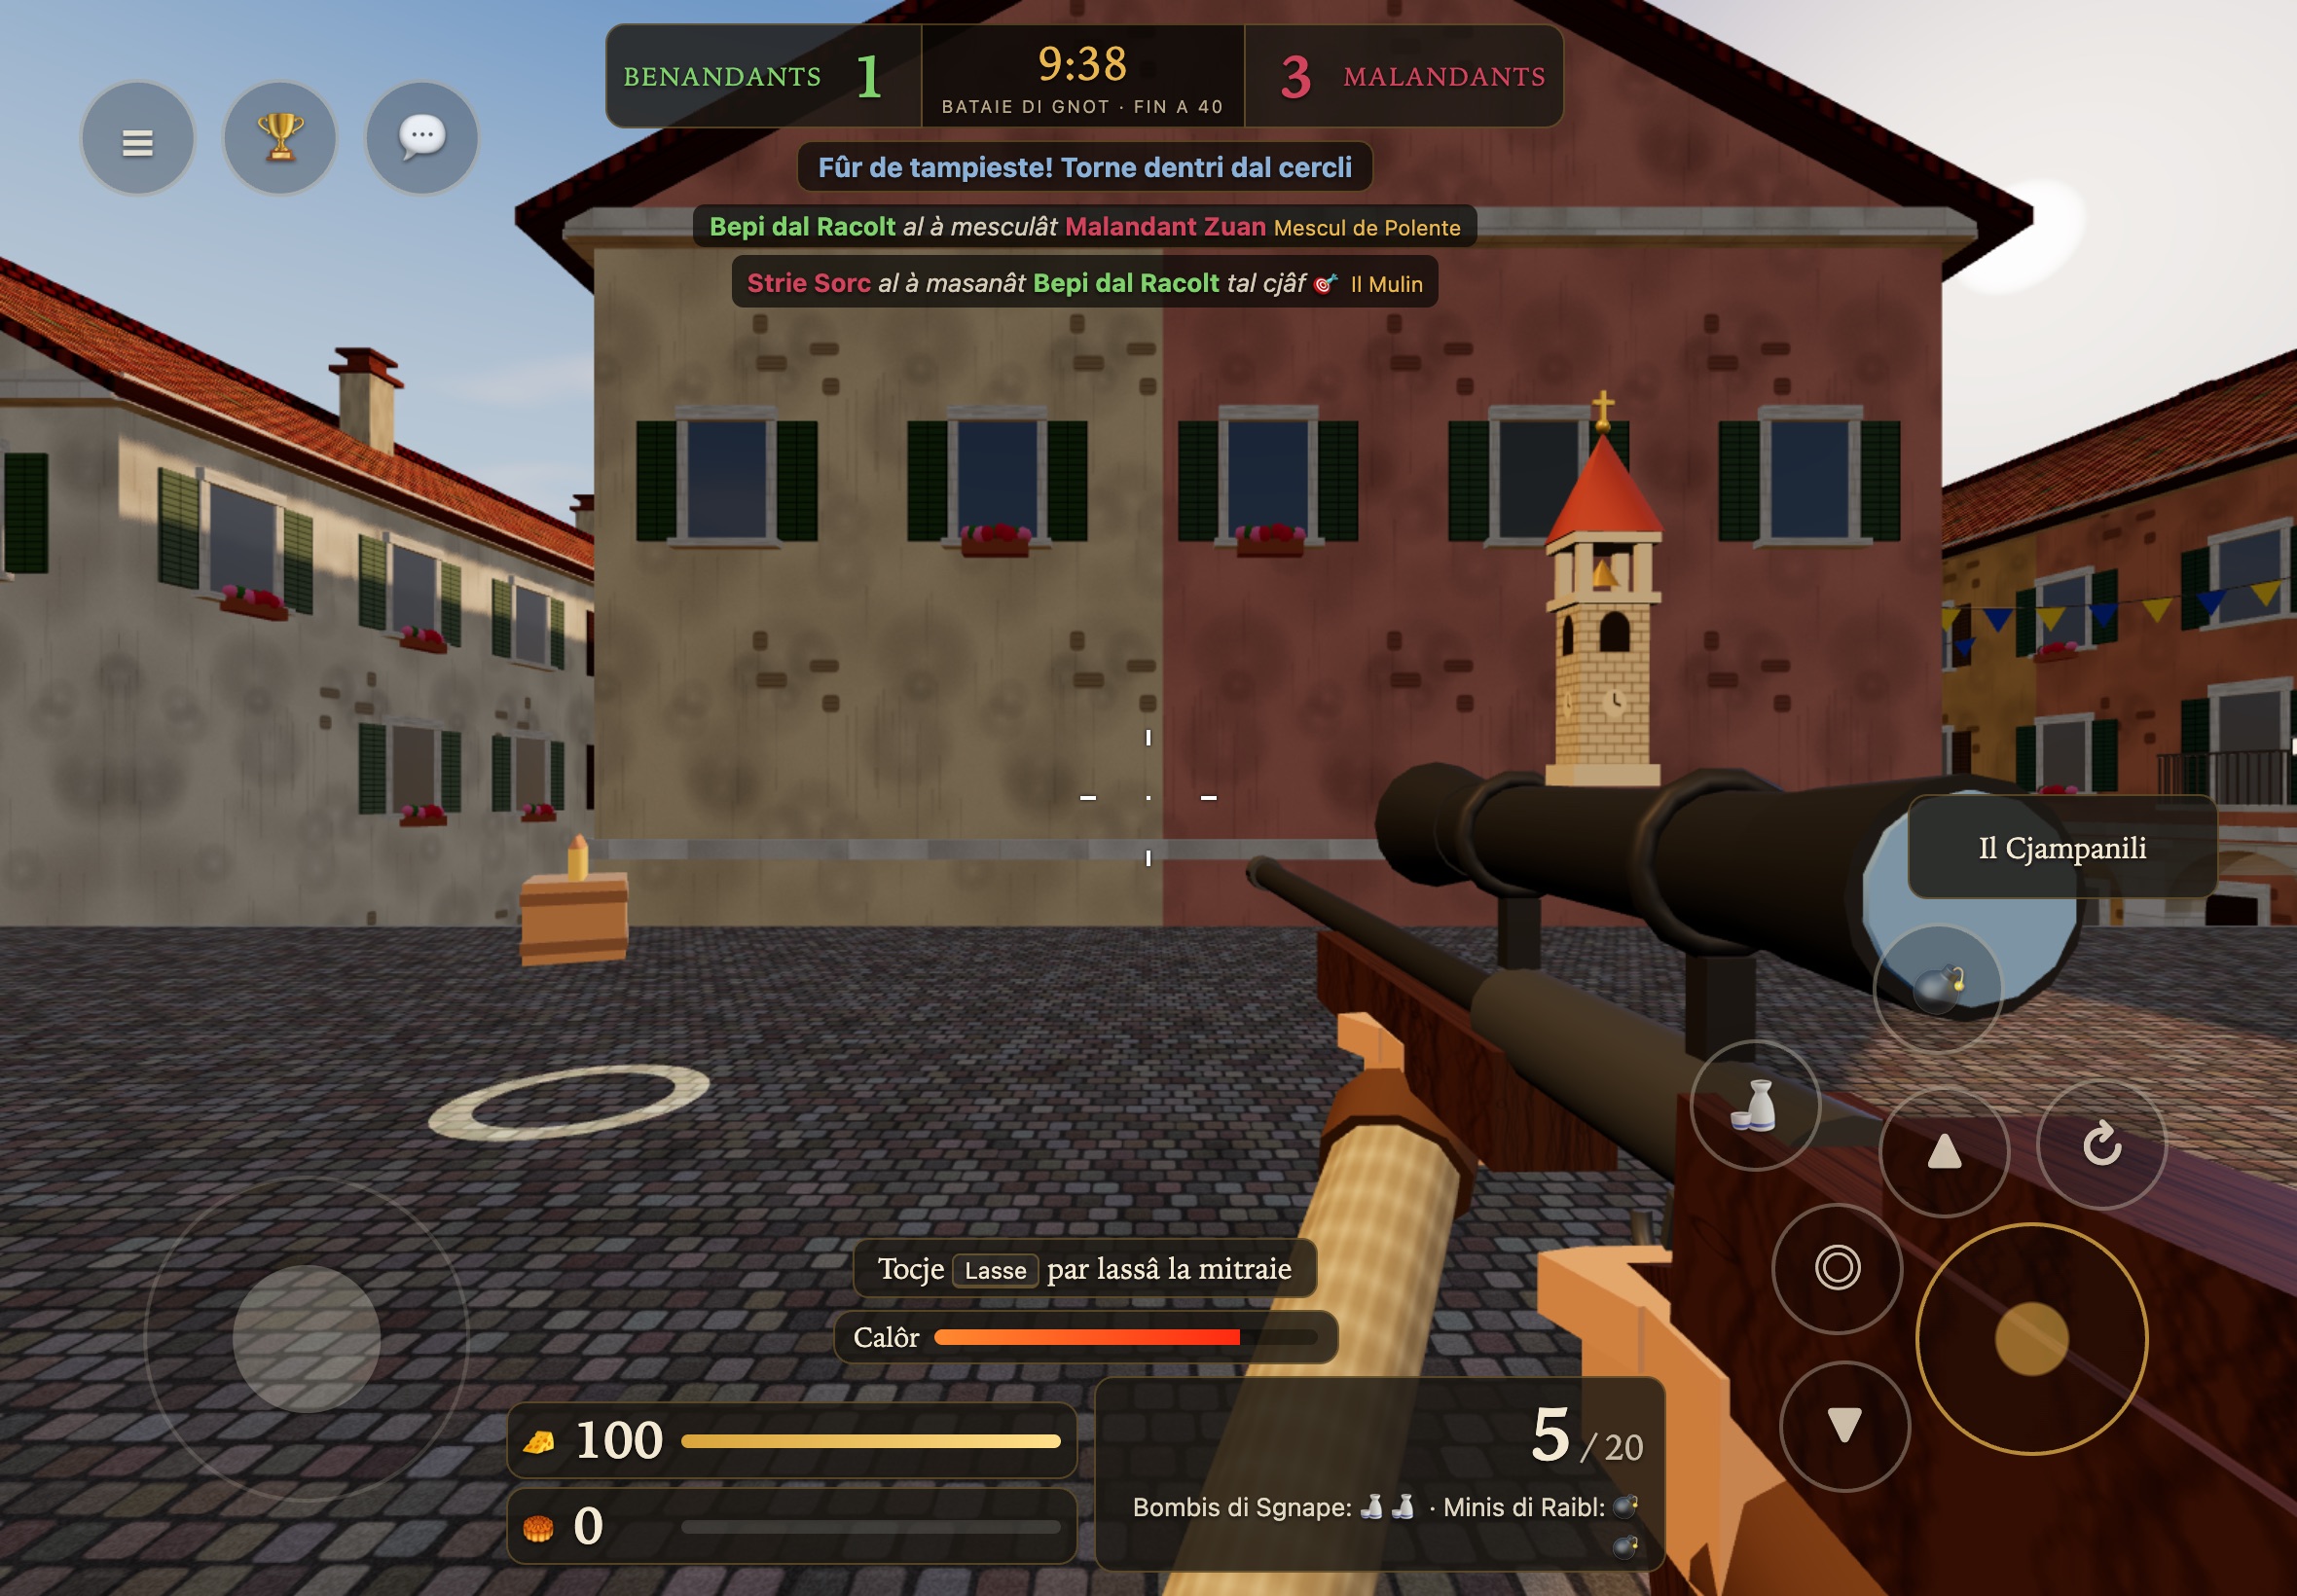 BENANDANTS 1
9:38
BATAIE DI GNOT · FIN A 40
3 MALANDANTS
Fûr de tampieste! Torne dentri dal cercli
Bepi dal Racolt al à mesculât Malandant Zuan Mescul de Polente
Strie Sorc al à masanât Bepi dal Racolt tal cjâf Il Mulin
Il Cjampanili
Tocje Lasse par lassâ la mitraie
Calôr
100
0
5 / 20
Bombis di Sgnape: · Minis di Raibl: